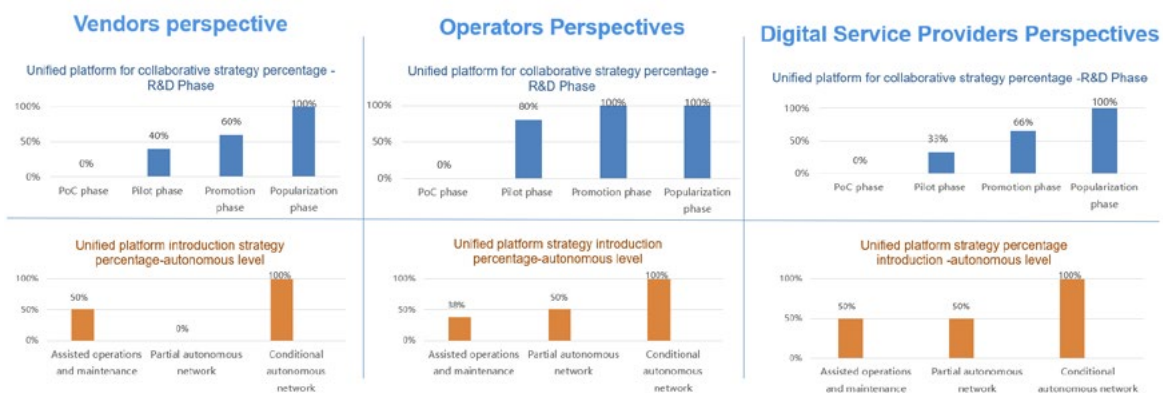 Vendors perspective
Unified platform for collaborative strategy percentage -
R&D Phase
100%
50%
0%
0%
40%
60%
100%
PoC phase
Pilot phase
Promotion
phase
Popularization
phase
Unified platform introduction strategy
percentage-autonomous level
100%
50%
0%
50%
0%
100%
Assisted operations
and maintenance
Partial autonomous
network
Conditional
autonomous
network
Operators Perspectives
Unified platform for collaborative strategy percentage -
R&D Phase
100%
50%
0%
0%
80%
100%
100%
PoC phase
Pilot phase
Promotion phase
Popularization
phase
Unified platform strategy introduction
percentage-autonomous level
100%
50%
0%
38%
50%
100%
Assisted operations
and maintenance
Partial autonomous
network
Conditional
autonomous
network
Digital Service Providers Perspectives
Unified platform for collaborative strategy percentage -R&D Phase
100%
50%
0%
0%
33%
66%
100%
PoC phase
Pilot phase
Promotion phase
Popularization
phase
Unified platform strategy percentage
introduction -autonomous level
100%
50%
0%
50%
50%
100%
Assisted operations
and maintenance
Partial autonomous
network
Conditional
autonomous network